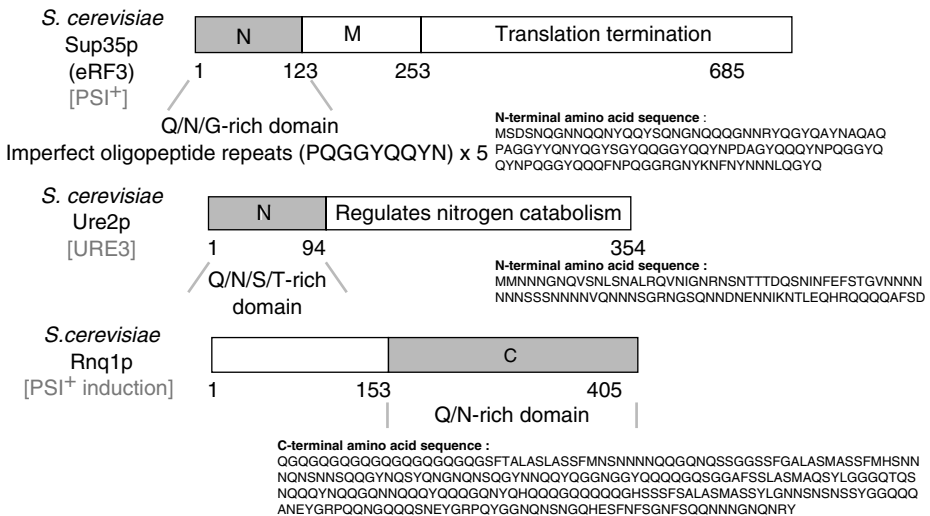 S. cerevisiae
Sup35p
(eRF3)
[PSI+]
N
M
Translation termination
1
123
253
685
Q/N/G-rich domain
Imperfect oligopeptide repeats (PQGGYQQYN) x 5
N-terminal amino acid sequence :
MSDSNQGNNQQNYQQYSQNGNQQQGNNRYQGYQAYNAQAQ
PAGGYYQNYQGYSGYQQGGYQQYNPDAGYQQQYNPQGGYQ
QYNPQGGYQQQFNPQGGRGNYKNFNYNNNLQGYQ
S. cerevisiae
Ure2p
[URE3]
N
Regulates nitrogen catabolism
1
94
354
Q/N/S/T-rich
domain
N-terminal amino acid sequence :
MMNNNGNQVSNLSNALRQVNIGNRNSNTTTDQSNINFEFSTGVNNNN
NNNSSSNNNNVQNNNSGRNGSQNNDNENNIKNTLEQHRQQQQAFSD
S.cerevisiae
Rnq1p
[PSI+ induction]
C
1
153
405
Q/N-rich domain
C-terminal amino acid sequence :
QGQGQGQGQGQGQGQGQGQGSFTALASLASSFMNSNNNNQQGQNQSSGGSSFGALASMASSFMHSNN
NQNSNNSQQGYNQSYQNGNQNSQGYNNQQYQGGNGGYQQQQGQSGGAFSSLASMAQSYLGGGQTQS
NQQQYNQQGQNNQQQYQQQGQNYQHQQQGQQQQQGHSSSFSALASMASSYLGNNSNSNSSYGGQQQ
ANEYGRPQQNGQQQSNEYGRPQYGGNQNSNGQHESFNFSGNFSQQNNNGNQNRY